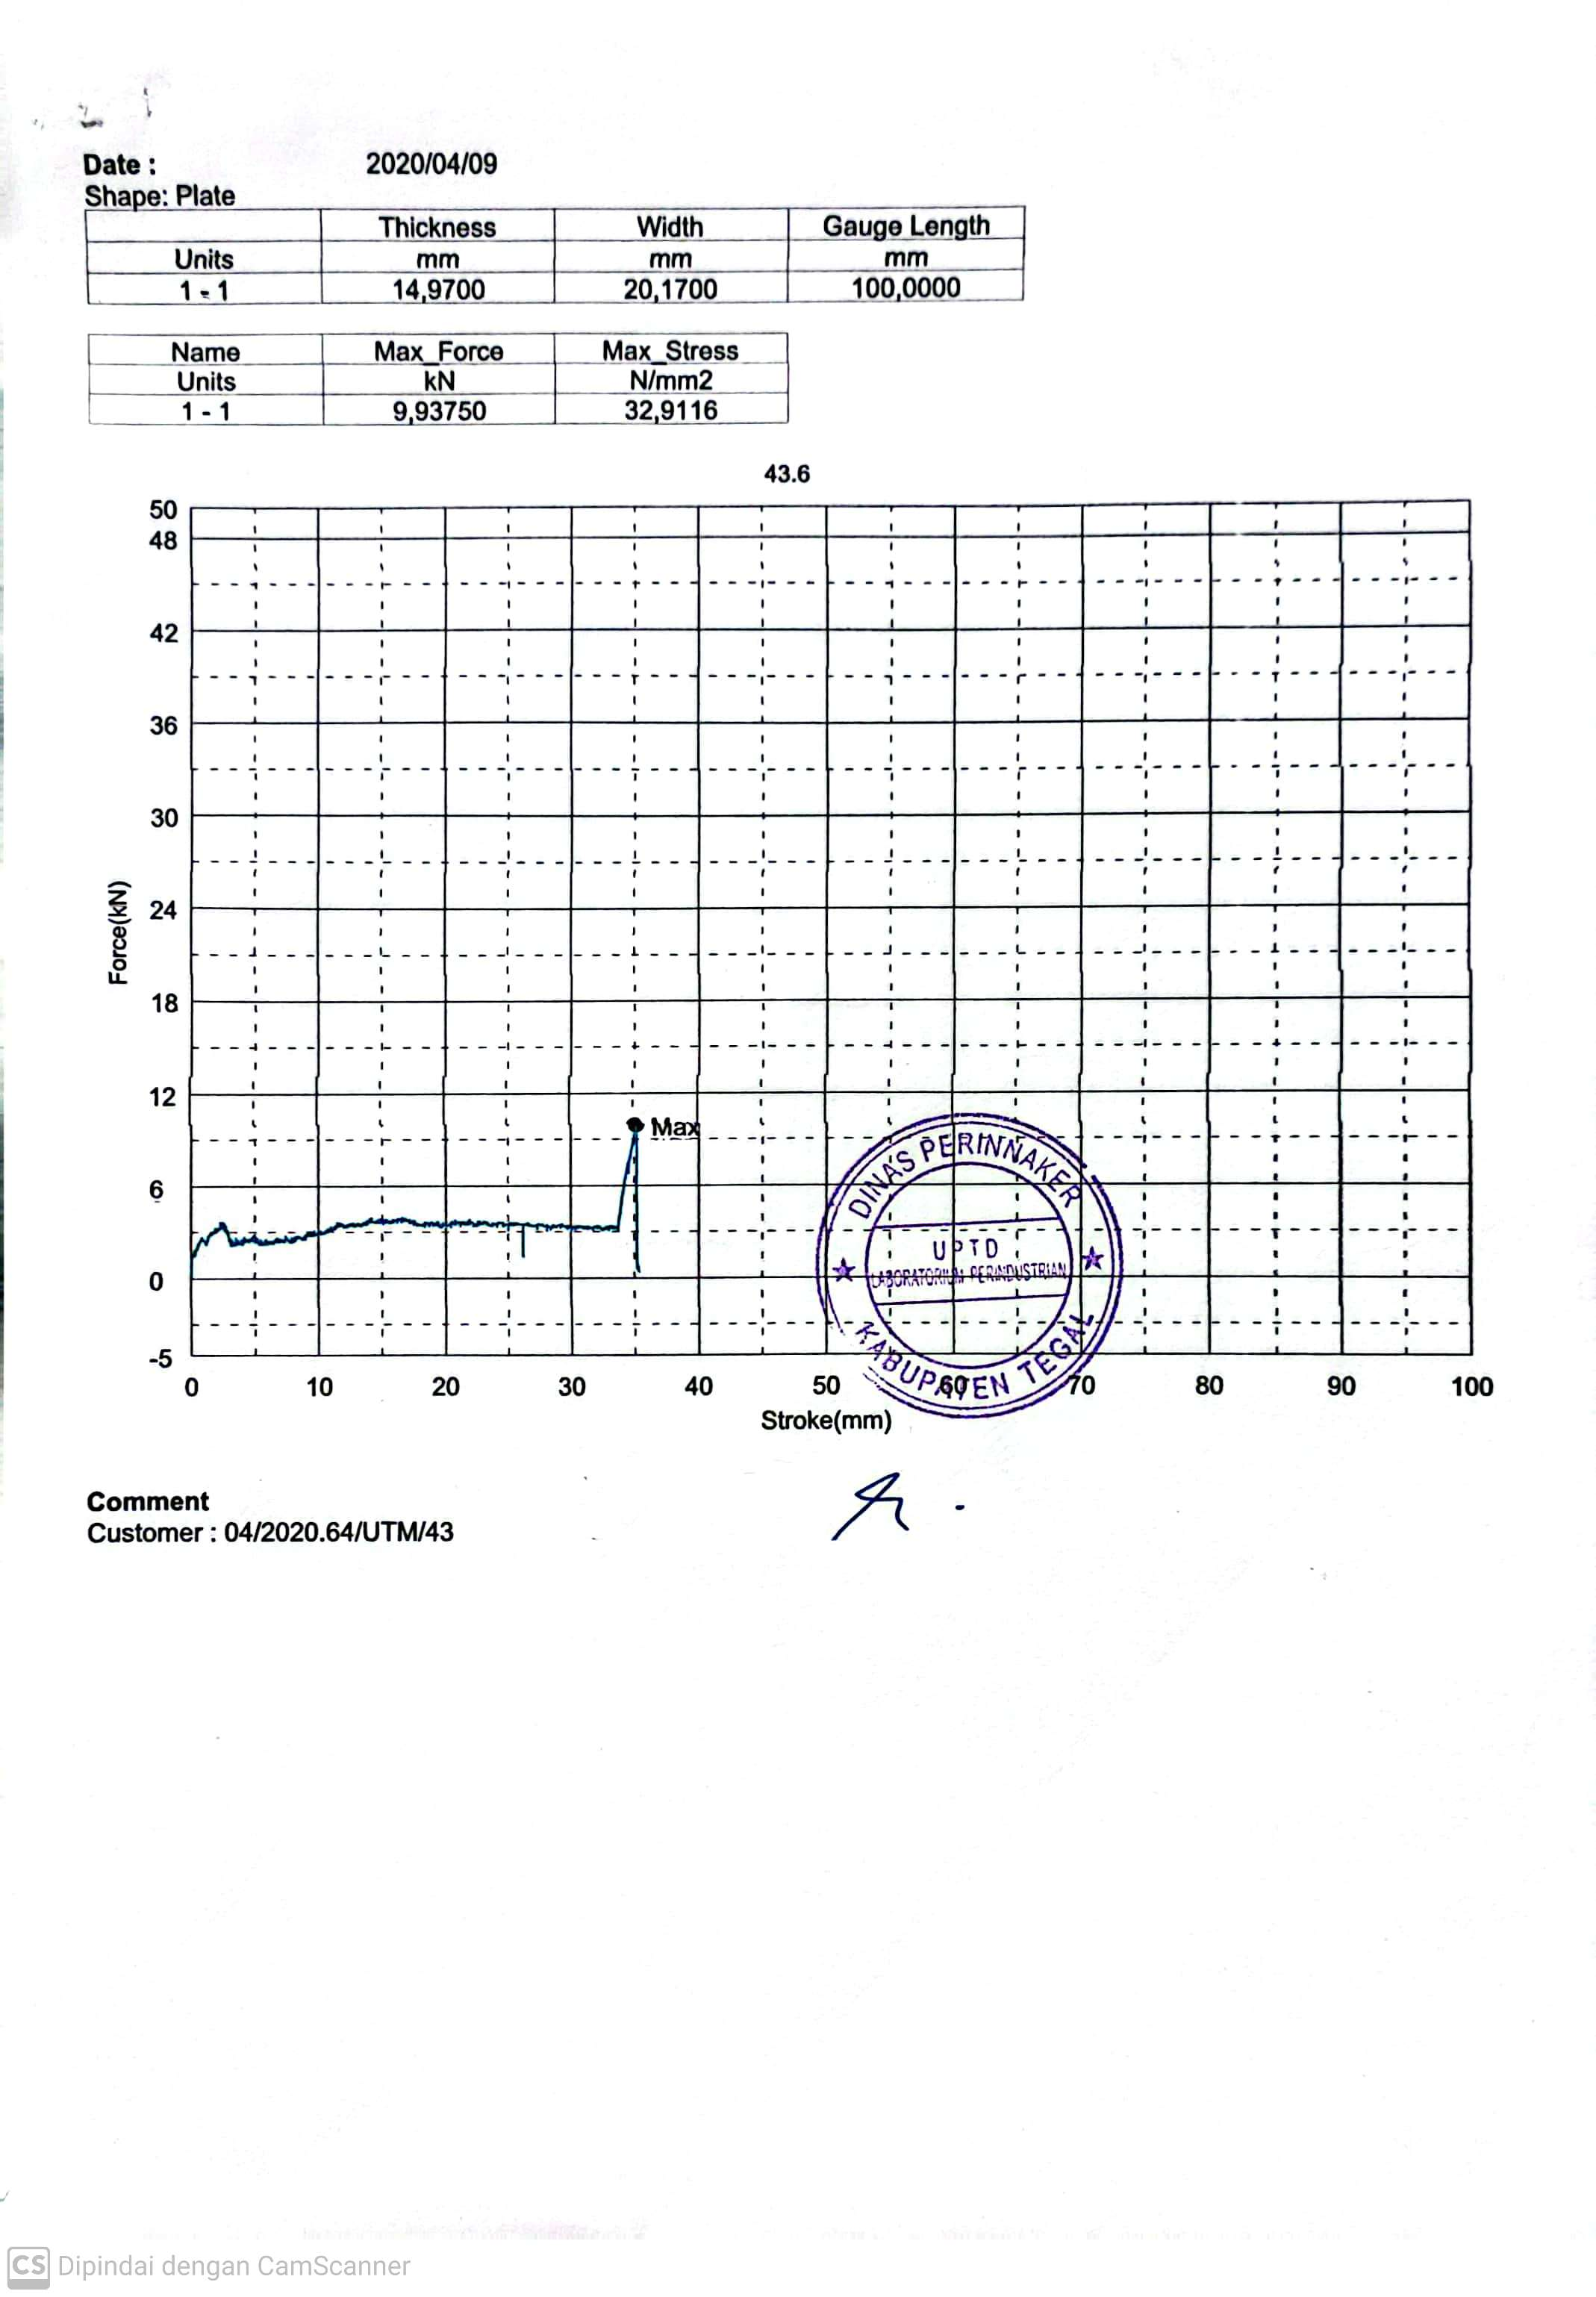 Date : 2020/04/09
Shape: Plate
Thickness Width Gauge Length
Units mm mm mm
1 - 1 14,9700 20,1700 100,0000
Name Max_Force Max_Stress
Units kN N/mm2
1 - 1 9,93750 32,9116
43.6
50
48
42
36
30
24
18
12
6
0
-5
Force(kN)
Max
0 10 20 30 40 50 60 70 80 90 100
Stroke(mm)
DINAS PERINNAKER
UPTD
LABORATORIUM PERINDUSTRIAN
KABUPATEN TEGAL
Comment
Customer : 04/2020.64/UTM/43
CS Dipindai dengan CamScanner